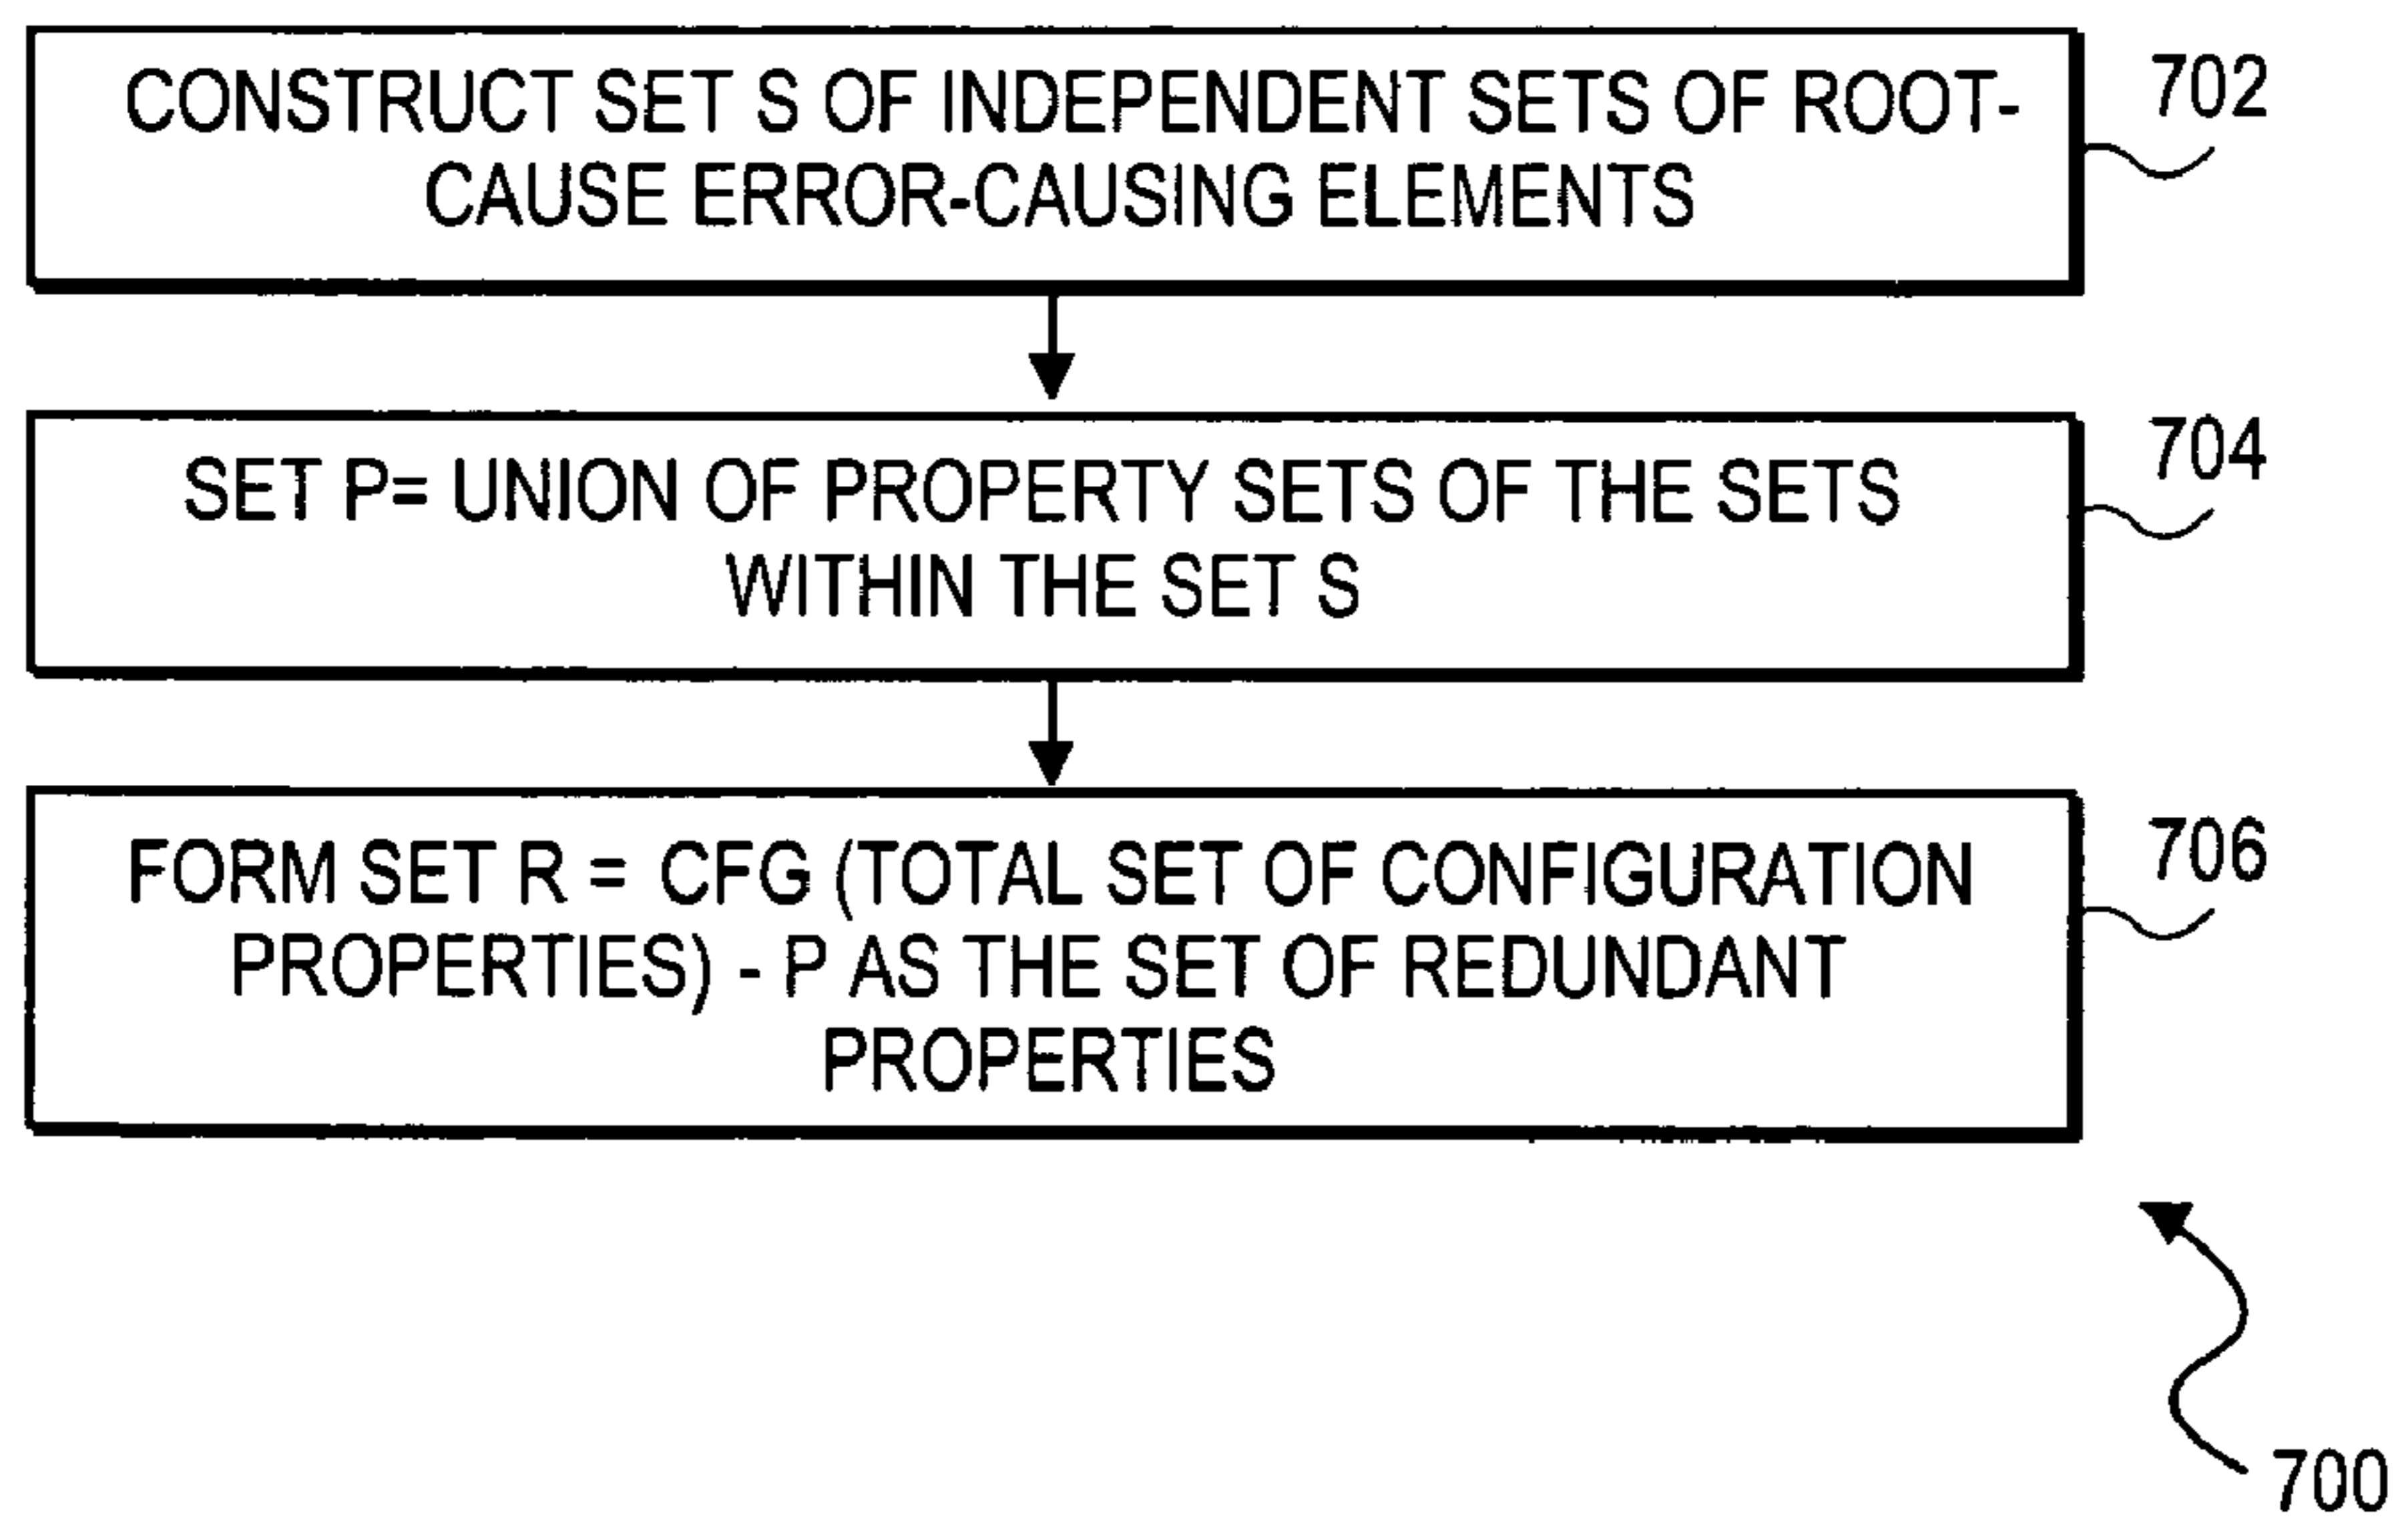 CONSTRUCT SET S OF INDEPENDENT SETS OF ROOT-
CAUSE ERROR-CAUSING ELEMENTS
702
SET P= UNION OF PROPERTY SETS OF THE SETS
WITHIN THE SET S
704
FORM SET R = CFG (TOTAL SET OF CONFIGURATION
PROPERTIES) - P AS THE SET OF REDUNDANT
PROPERTIES
706
700